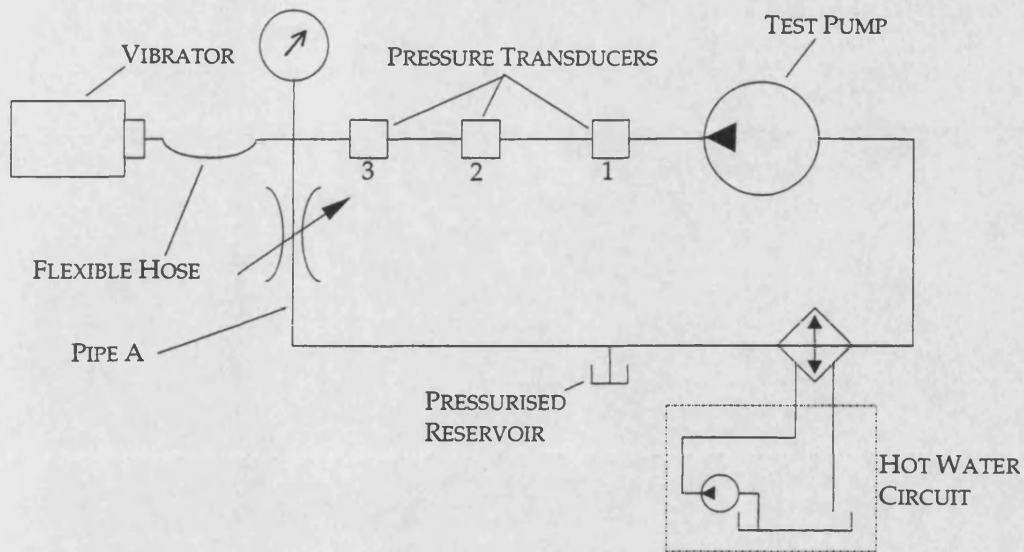 TEST PUMP
VIBRATOR
PRESSURE TRANSDUCERS
3
2
1
FLEXIBLE HOSE
PIPE A
PRESSURISED
RESERVOIR
HOT WATER
CIRCUIT